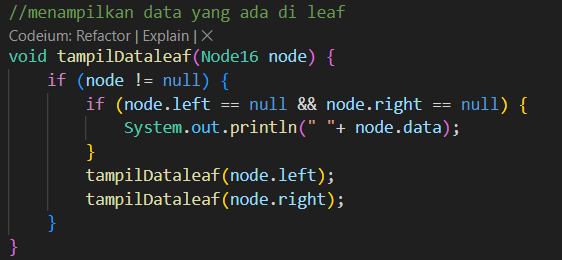 //menampilkan data yang ada di leaf
Codeium: Refactor | Explain | ×
void tampilDataleaf(Node16 node) {
    if (node != null) {
        if (node.left == null && node.right == null) {
            System.out.println(" "+ node.data);
        }
        tampilDataleaf(node.left);
        tampilDataleaf(node.right);
    }
}